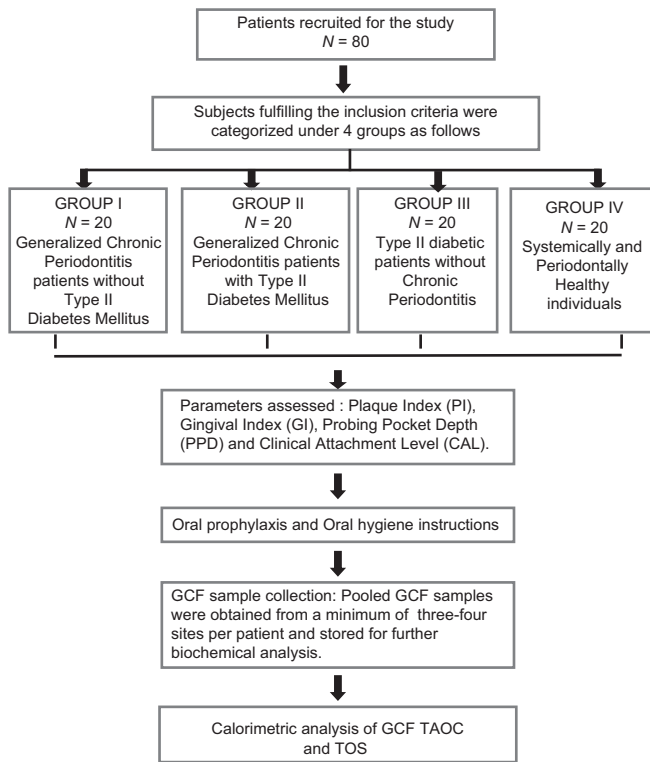 Patients recruited for the study
N = 80
Subjects fulfilling the inclusion criteria were
categorized under 4 groups as follows
GROUP I
N = 20
Generalized Chronic
Periodontitis
patients without
Type II
Diabetes Mellitus
GROUP II
N = 20
Generalized Chronic
Periodontitis patients
with Type II
Diabetes Mellitus
GROUP III
N = 20
Type II diabetic
patients without
Chronic
Periodontitis
GROUP IV
N = 20
Systemically and
Periodontally
Healthy
individuals
Parameters assessed : Plaque Index (PI),
Gingival Index (GI), Probing Pocket Depth
(PPD) and Clinical Attachment Level (CAL).
Oral prophylaxis and Oral hygiene instructions
GCF sample collection: Pooled GCF samples
were obtained from a minimum of three-four
sites per patient and stored for further
biochemical analysis.
Calorimetric analysis of GCF TAOC
and TOS